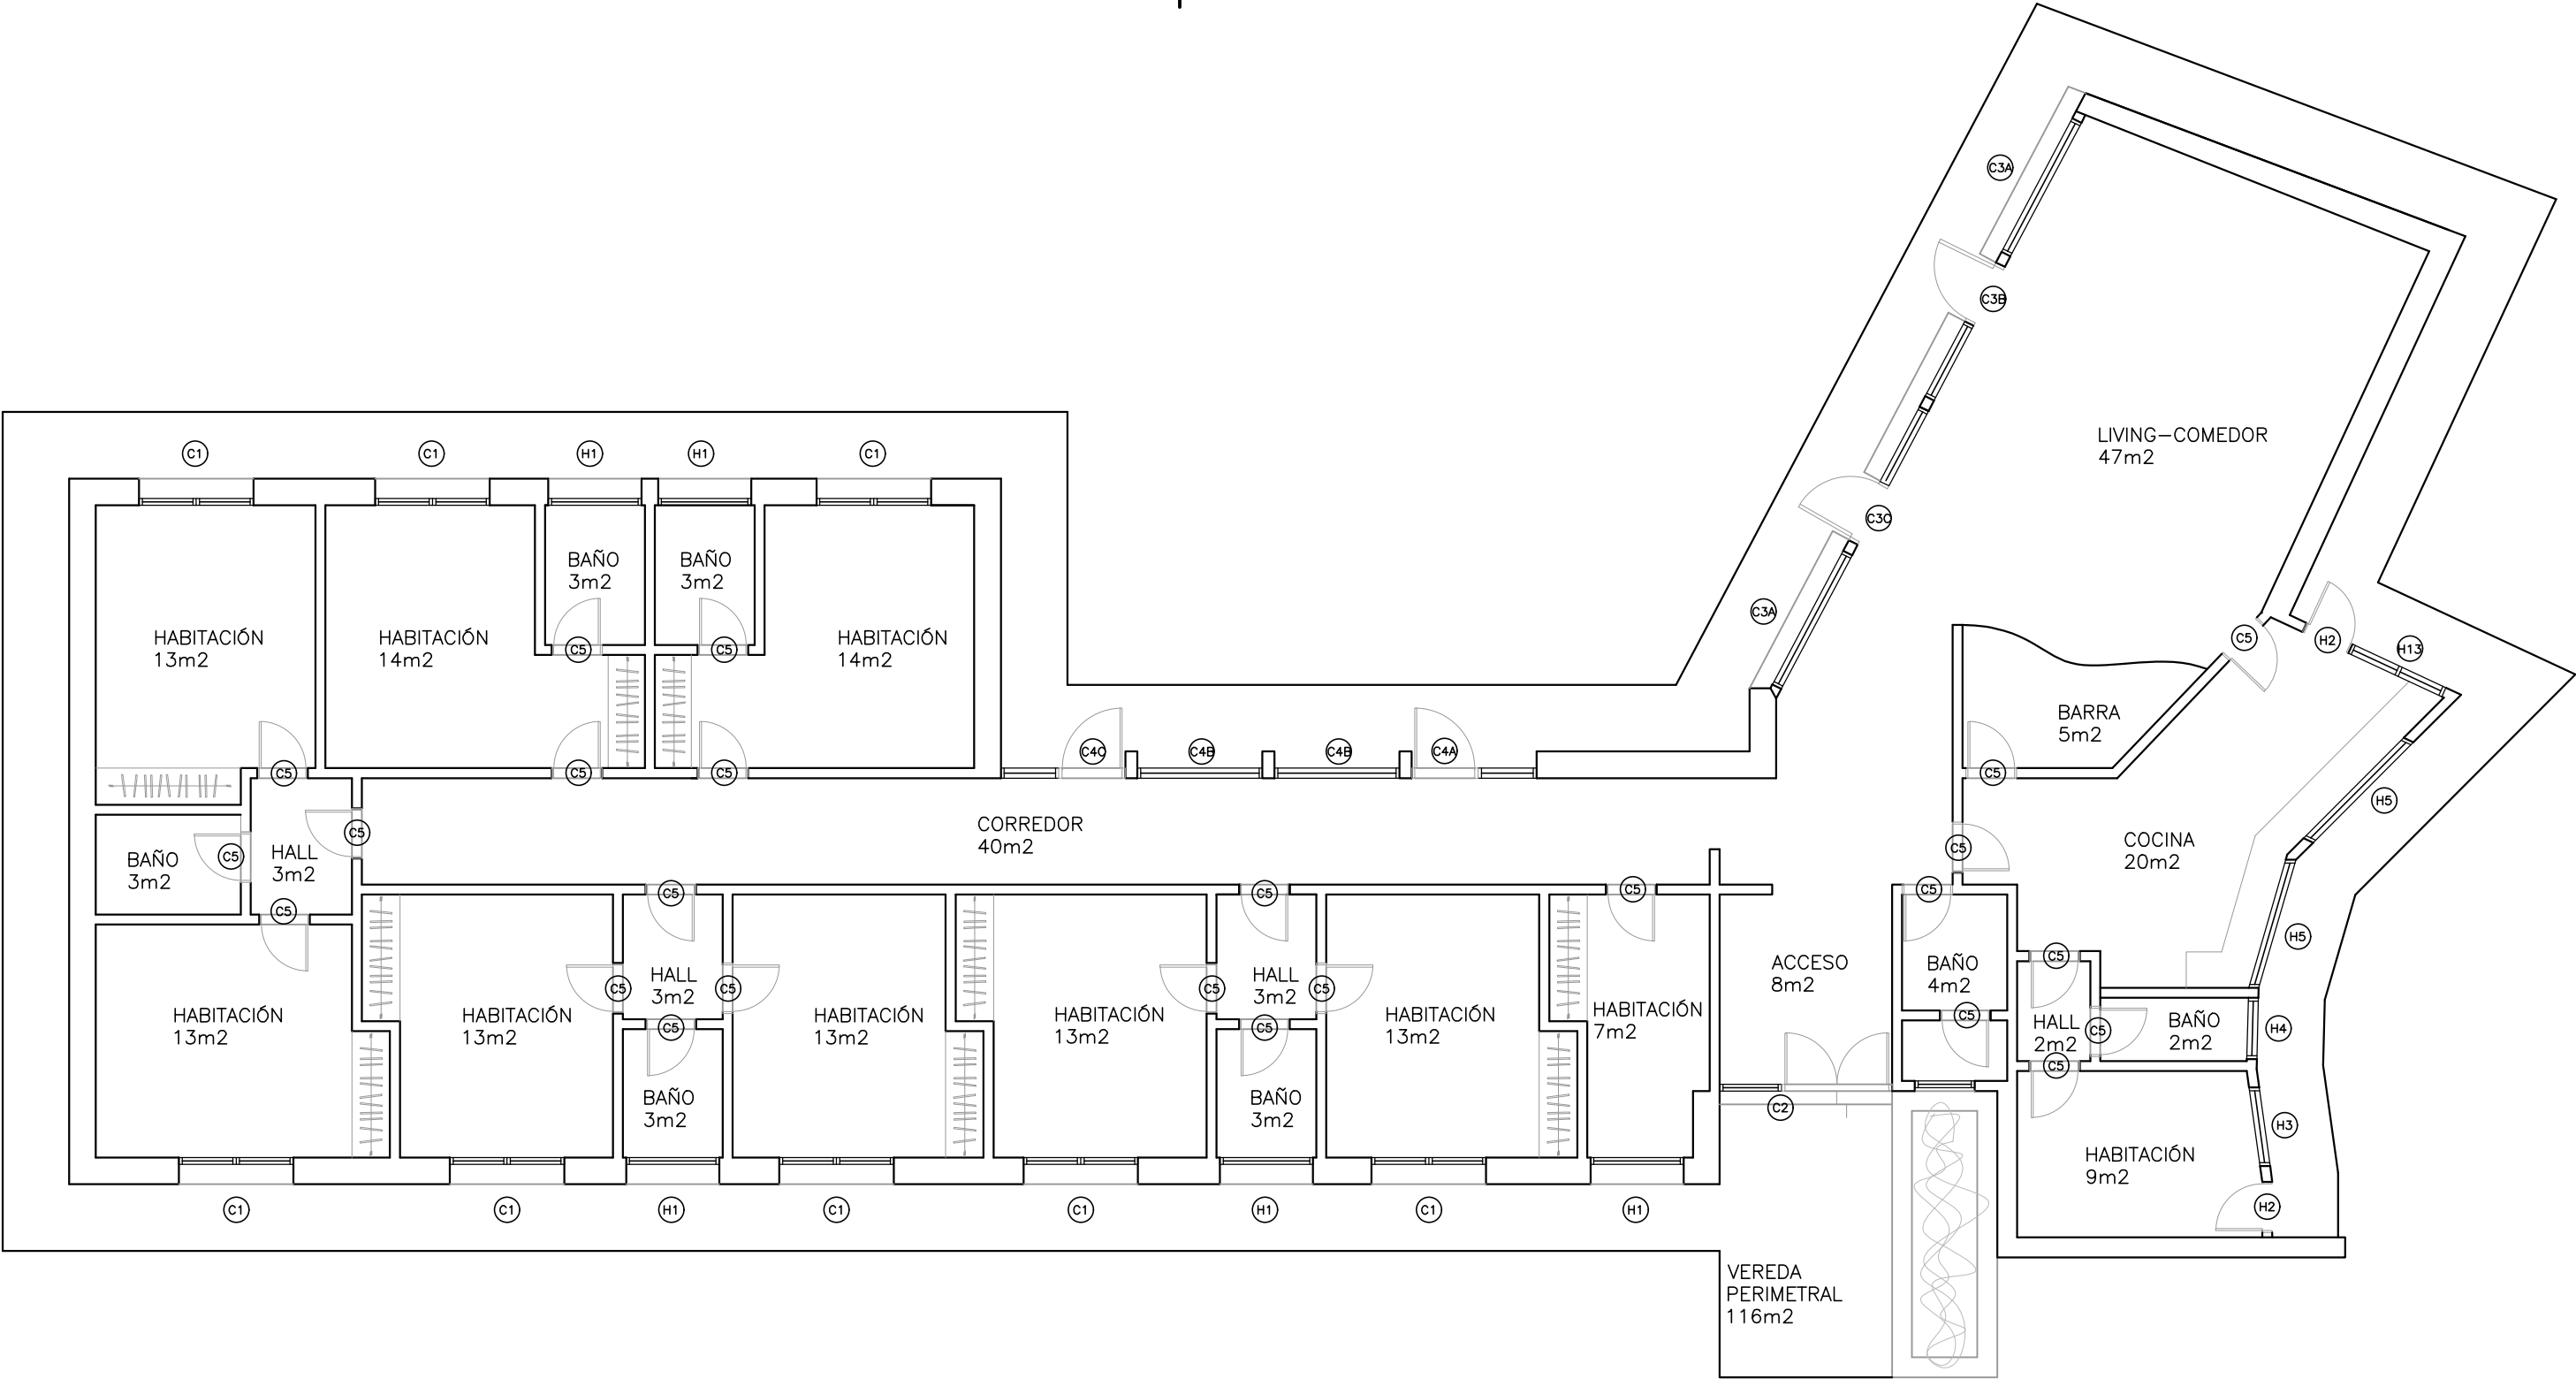 C3A
C3B
LIVING-COMEDOR
47m2
C1
C1
H1
H1
C1
C3C
BAÑO
3m2
BAÑO
3m2
C3A
HABITACIÓN
13m2
HABITACIÓN
14m2
C5
C5
HABITACIÓN
14m2
C5
H2
H13
BARRA
5m2
C4C
C4B
C4B
C4A
C5
C5
C5
C5
H5
CORREDOR
40m2
C5
C5
COCINA
20m2
BAÑO
3m2
C5
HALL
3m2
C5
C5
C5
C5
C5
H5
HALL
3m2
HALL
3m2
ACCESO
8m2
BAÑO
4m2
C5
C5
C5
C5
C5
HABITACIÓN
13m2
HABITACIÓN
13m2
HABITACIÓN
13m2
HABITACIÓN
13m2
HABITACIÓN
13m2
HABITACIÓN
7m2
C5
C5
C5
HALL
2m2
C5
BAÑO
2m2
H4
C5
BAÑO
3m2
BAÑO
3m2
C2
H3
HABITACIÓN
9m2
C1
C1
H1
C1
C1
H1
C1
H1
H2
VEREDA
PERIMETRAL
116m2